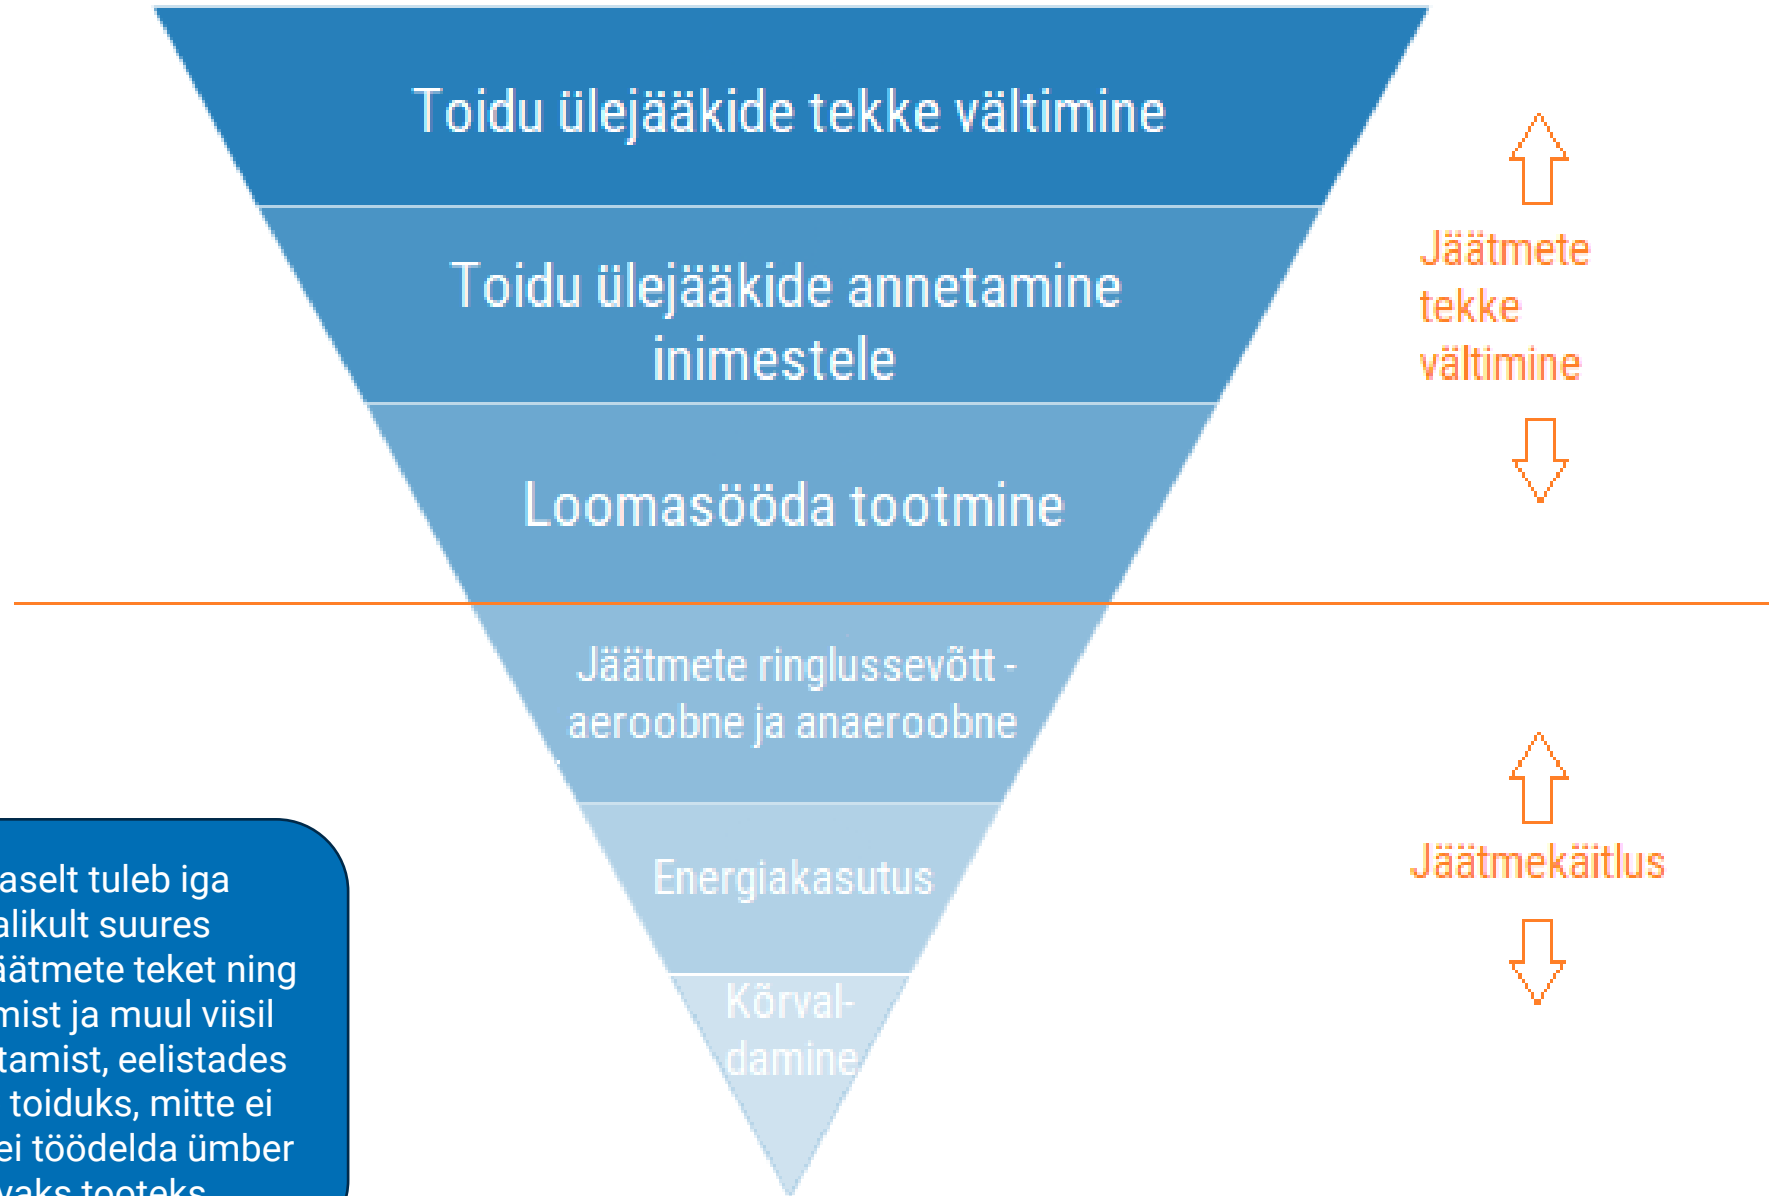 Toidu ülejääkide tekke vältimine
Toidu ülejääkide annetamine
inimestele
Loomasööda tootmine
Jäätmete ringlussevõtt -
aeroobne ja anaeroobne
Energiakasutus
Kõrval-
damine
Jäätmete
tekke
vältimine
Jäätmekäitlus
aselt tuleb iga
alikult suures
äätmete teket ning
mist ja muul viisil
tamist, eelistades
toiduks, mitte ei
ei töödelda ümber
vaks tooteks